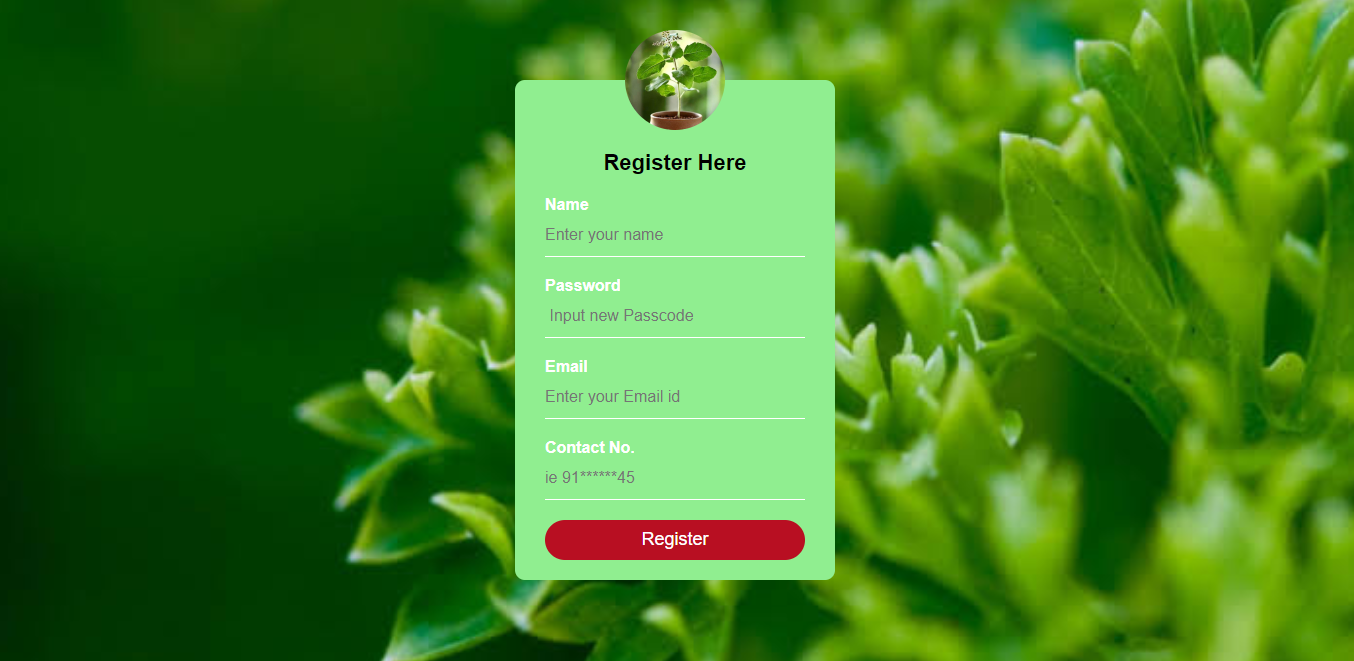 Register Here
Name
Enter your name
Password
Input new Passcode
Email
Enter your Email id
Contact No.
ie 91******45
Register